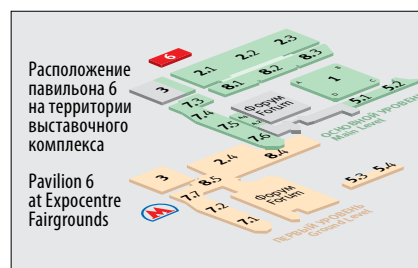 Расположение
павильона 6
на территории
выставочного
комплекса
Pavilion 6
at Expocentre
Fairgrounds
6
2.1
2.2
2.3
3
8.1
8.2
8.3
1
7.3
7.4
7.5
7.6
Форум
Forum
5.1
5.2
ОСНОВНОЙ УРОВЕНЬ
Main Level
2.4
8.4
3
8.5
7.7
7.2
7.1
Форум
Forum
5.3
5.4
ПЕРВЫЙ УРОВЕНЬ
Ground Level
М